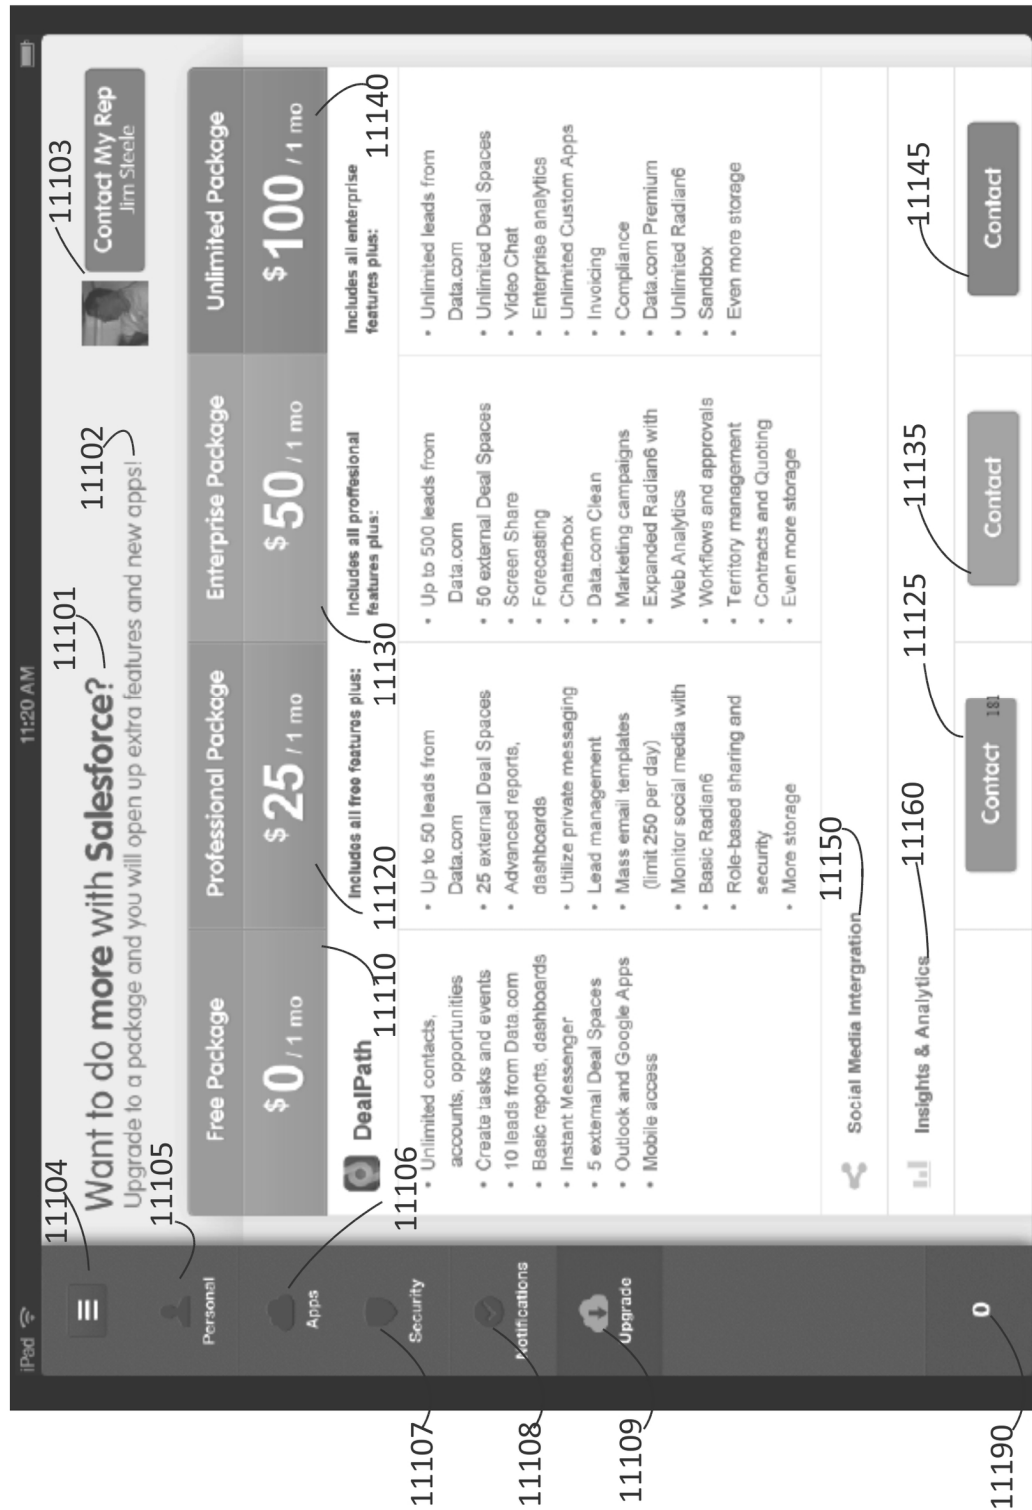 iPad
11:20 AM
11104
11101
11102
11103
Want to do more with Salesforce?
Upgrade to a package and you will open up extra features and new apps!
Contact My Rep
Jim Steele
11105
Personal
11106
Apps
11107
Security
11108
Notifications
11109
Upgrade
11190
0
Free Package
$0 / 1 mo
11110
DealPath
• Unlimited contacts,
accounts, opportunities
• Create tasks and events
• 10 leads from Data.com
• Basic reports, dashboards
• Instant Messenger
• 5 external Deal Spaces
• Outlook and Google Apps
• Mobile access
Professional Package
$25 / 1 mo
11120
Includes all free features plus:
• Up to 50 leads from
Data.com
• 25 external Deal Spaces
• Advanced reports,
dashboards
• Utilize private messaging
• Lead management
• Mass email templates
(limit 250 per day)
• Monitor social media with
• Basic Radian6
• Role-based sharing and
security
• More storage
Enterprise Package
$50 / 1 mo
11130
Includes all proffesional
features plus:
• Up to 500 leads from
Data.com
• 50 external Deal Spaces
• Screen Share
• Forecasting
• Chatterbox
• Data.com Clean
• Marketing campaigns
• Expanded Radian6 with
Web Analytics
• Workflows and approvals
• Territory management
• Contracts and Quoting
• Even more storage
Unlimited Package
$100 / 1 mo
11140
Includes all enterprise
features plus:
• Unlimited leads from
Data.com
• Unlimited Deal Spaces
• Video Chat
• Enterprise analytics
• Unlimited Custom Apps
• Invoicing
• Compliance
• Data.com Premium
• Unlimited Radian6
• Sandbox
• Even more storage
Social Media Intergration
11150
Insights & Analytics
11160
11125
11135
11145
Contact
181
Contact
Contact